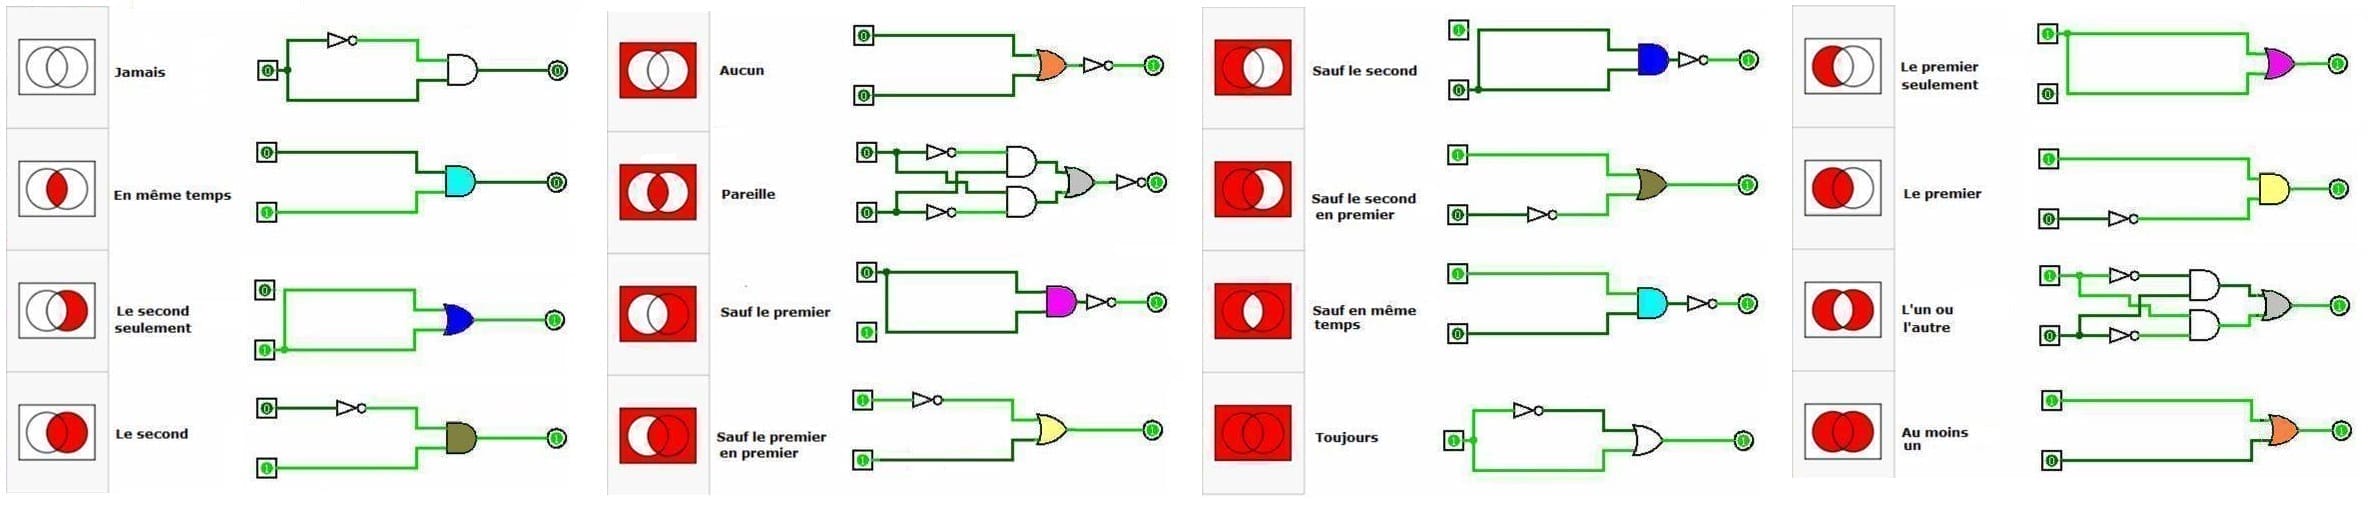 Jamais 0 0
0
En même temps 0
1
0
Le second
seulement 1
1
0
Le second 1
1
0
Aucun 1
0
0
Pareille 1
0
0
Sauf le premier 1
1
1
Sauf le premier
en premier 1
1
1
Sauf le second 1
0
1
Sauf le second
en premier 1
0
1
Sauf en même
temps 1
0
Toujours 1 1
1
Le premier
seulement 1
0
1
Le premier 1
0
1
L'un ou
l'autre 1
0
1
Au moins
un 1
0